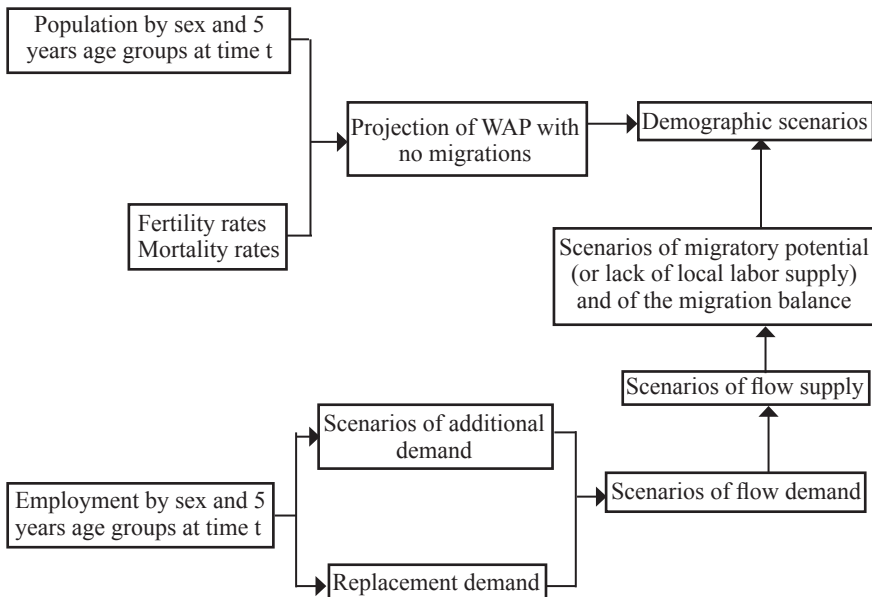 Population by sex and 5
years age groups at time t
Projection of WAP with
no migrations
Demographic scenarios
Fertility rates
Mortality rates
Scenarios of migratory potential
(or lack of local labor supply)
and of the migration balance
Scenarios of flow supply
Scenarios of additional
demand
Scenarios of flow demand
Employment by sex and 5
years age groups at time t
Replacement demand